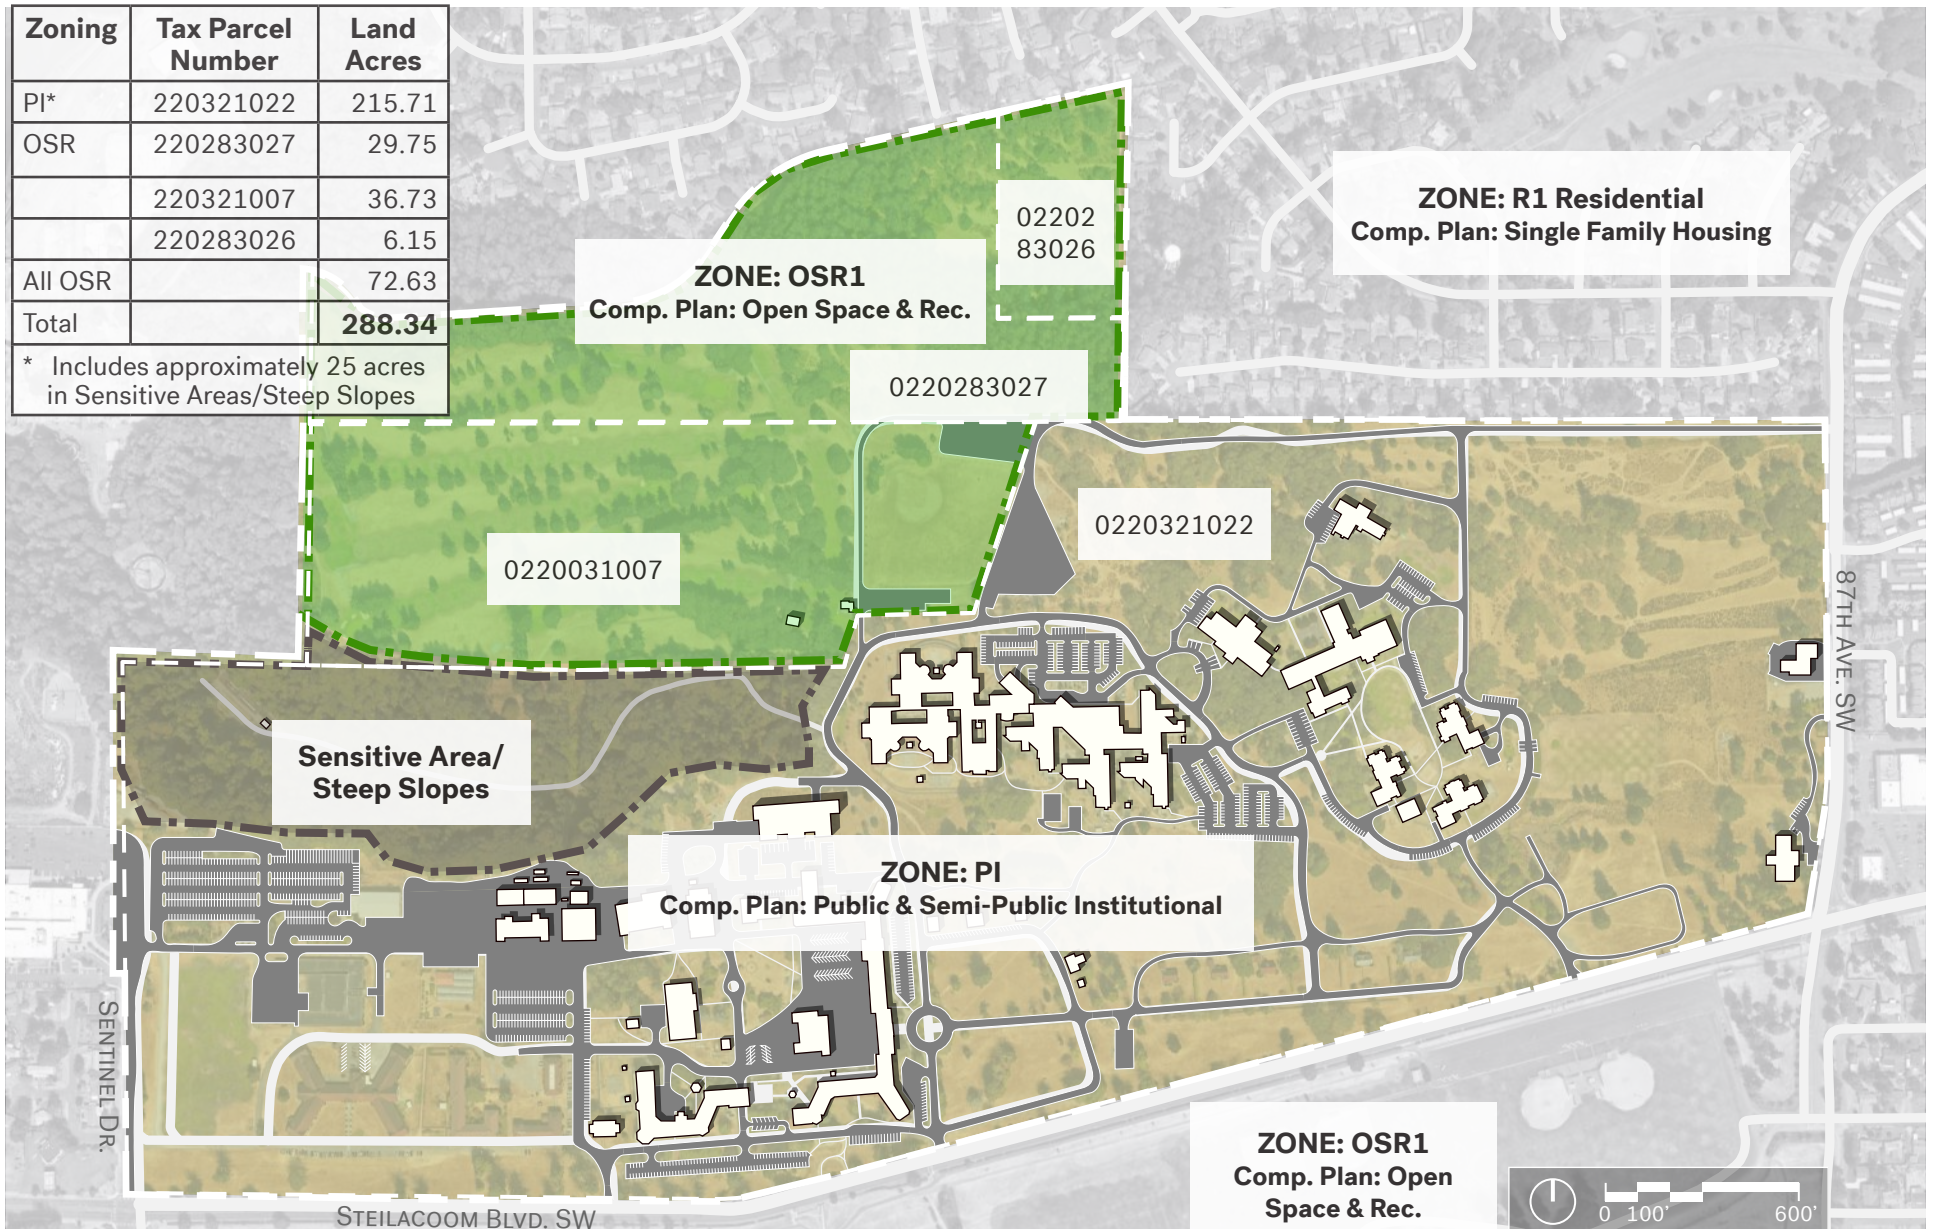 Zoning Tax Parcel Number Land Acres
PI* 220321022 215.71
OSR 220283027 29.75
220321007 36.73
220283026 6.15
All OSR 72.63
Total 288.34
* Includes approximately 25 acres
in Sensitive Areas/Steep Slopes
ZONE: OSR1
Comp. Plan: Open Space & Rec.
02202
83026
ZONE: R1 Residential
Comp. Plan: Single Family Housing
0220283027
0220321022
0220031007
87TH AVE. SW
Sensitive Area/
Steep Slopes
ZONE: PI
Comp. Plan: Public & Semi-Public Institutional
SENTINEL DR.
ZONE: OSR1
Comp. Plan: Open
Space & Rec.
0 100' 600'
STEILACOOM BLVD. SW